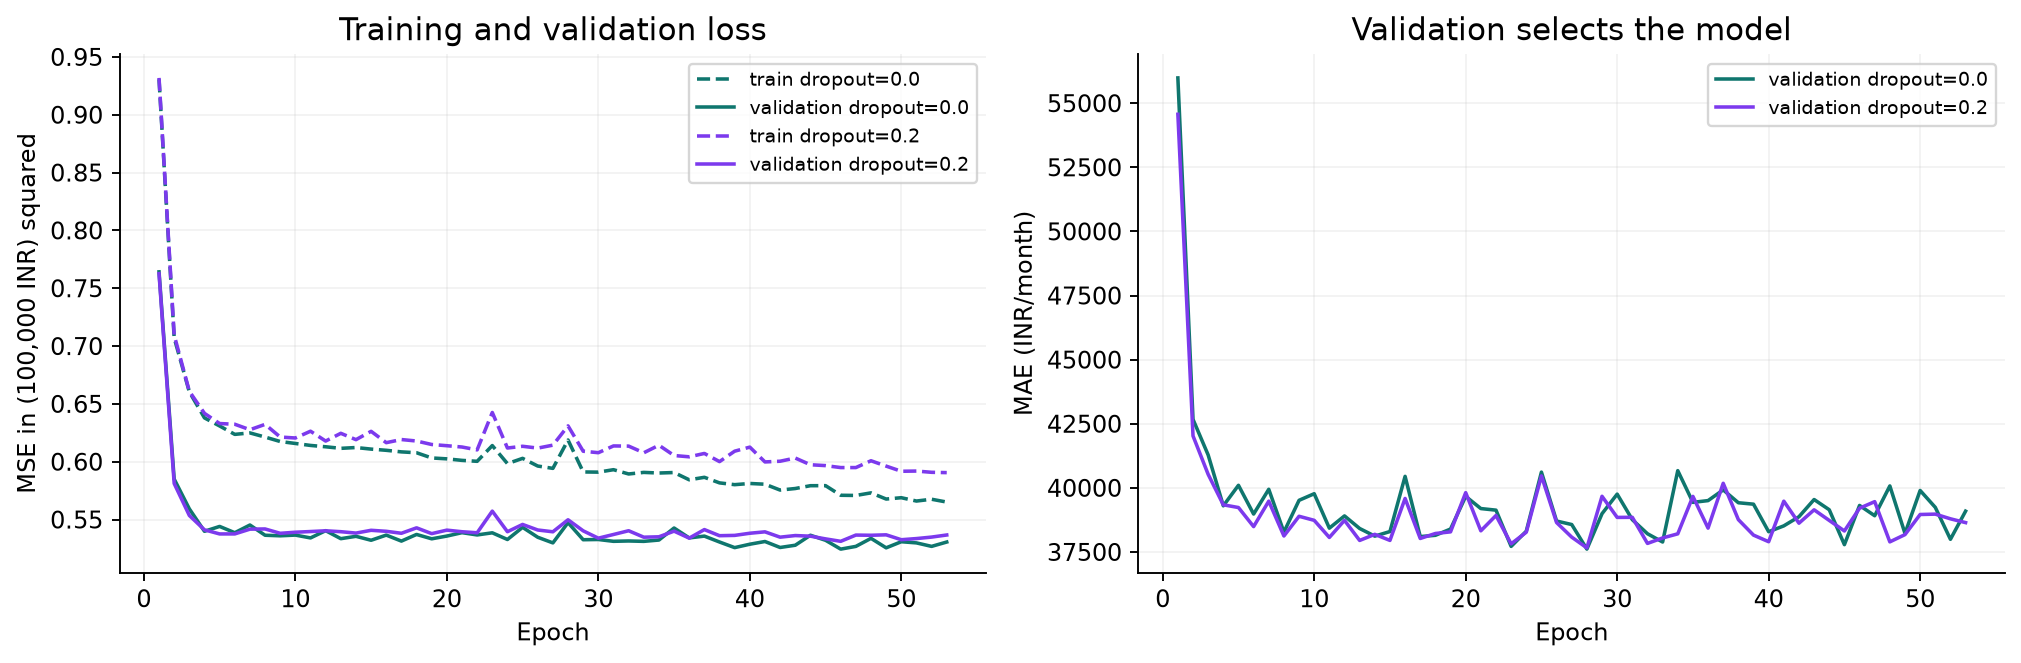 Training and validation loss
MSE in (100,000 INR) squared
0.95
0.90
0.85
0.80
0.75
0.70
0.65
0.60
0.55
train dropout=0.0
validation dropout=0.0
train dropout=0.2
validation dropout=0.2
0 10 20 30 40 50
Epoch
Validation selects the model
MAE (INR/month)
55000
52500
50000
47500
45000
42500
40000
37500
validation dropout=0.0
validation dropout=0.2
0 10 20 30 40 50
Epoch